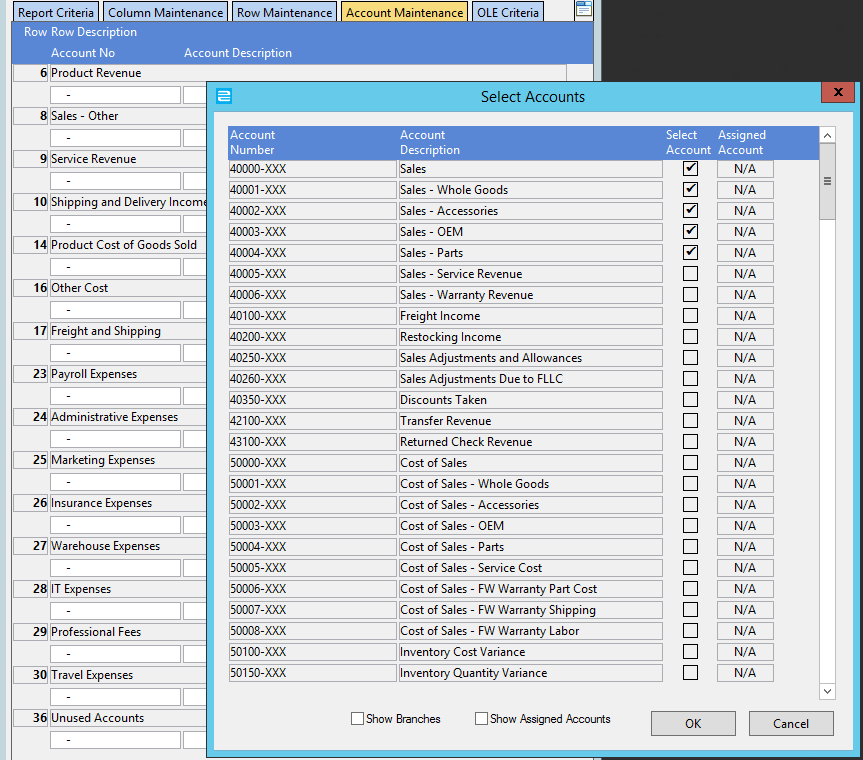 Report Criteria Column Maintenance Row Maintenance Account Maintenance OLE Criteria
Row Row Description
Account No Account Description
6 Product Revenue
-
8 Sales - Other
-
9 Service Revenue
-
10 Shipping and Delivery Income
-
14 Product Cost of Goods Sold
-
16 Other Cost
-
17 Freight and Shipping
-
23 Payroll Expenses
-
24 Administrative Expenses
-
25 Marketing Expenses
-
26 Insurance Expenses
-
27 Warehouse Expenses
-
28 IT Expenses
-
29 Professional Fees
-
30 Travel Expenses
-
36 Unused Accounts
-
Select Accounts
x
Account Account Select Assigned
Number Description Account Account
40000-XXX Sales N/A
40001-XXX Sales - Whole Goods N/A
40002-XXX Sales - Accessories N/A
40003-XXX Sales - OEM N/A
40004-XXX Sales - Parts N/A
40005-XXX Sales - Service Revenue N/A
40006-XXX Sales - Warranty Revenue N/A
40100-XXX Freight Income N/A
40200-XXX Restocking Income N/A
40250-XXX Sales Adjustments and Allowances N/A
40260-XXX Sales Adjustments Due to FLLC N/A
40350-XXX Discounts Taken N/A
42100-XXX Transfer Revenue N/A
43100-XXX Returned Check Revenue N/A
50000-XXX Cost of Sales N/A
50001-XXX Cost of Sales - Whole Goods N/A
50002-XXX Cost of Sales - Accessories N/A
50003-XXX Cost of Sales - OEM N/A
50004-XXX Cost of Sales - Parts N/A
50005-XXX Cost of Sales - Service Cost N/A
50006-XXX Cost of Sales - FW Warranty Part Cost N/A
50007-XXX Cost of Sales - FW Warranty Shipping N/A
50008-XXX Cost of Sales - FW Warranty Labor N/A
50100-XXX Inventory Cost Variance N/A
50150-XXX Inventory Quantity Variance N/A
Show Branches Show Assigned Accounts OK Cancel